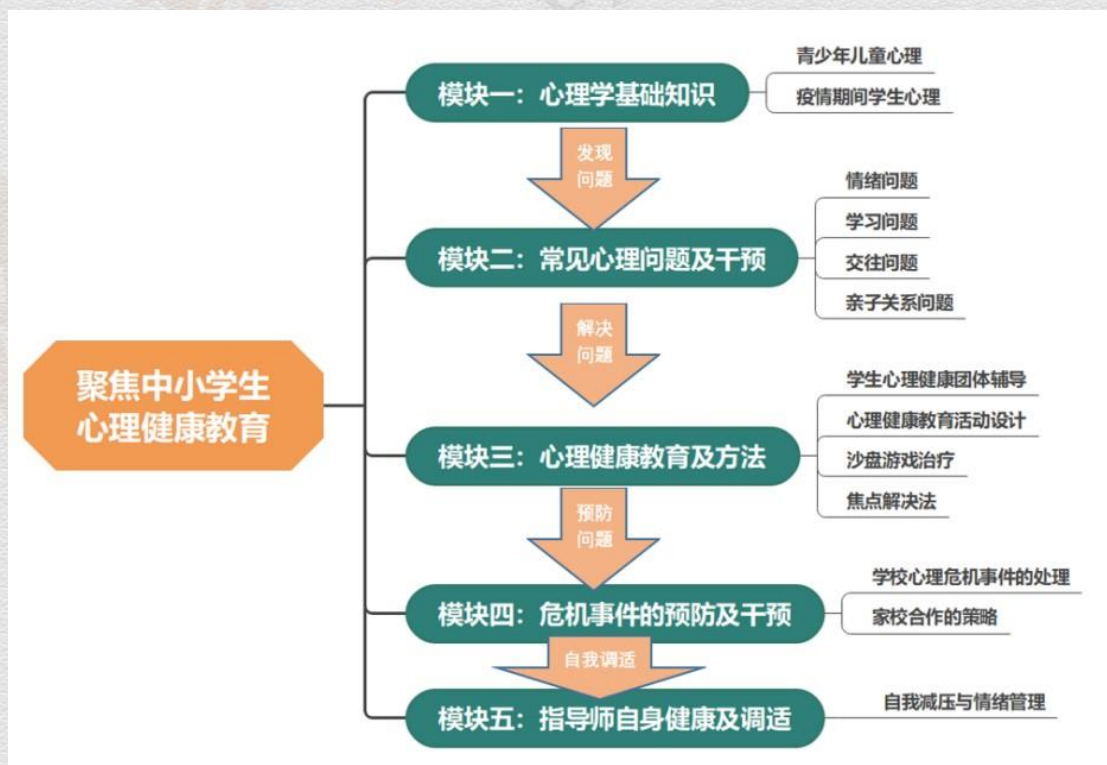 聚焦中小学生
心理健康教育
模块一：心理学基础知识
青少年儿童心理
疫情期间学生心理
发现
问题
模块二：常见心理问题及干预
情绪问题
学习问题
交往问题
亲子关系问题
解决
问题
模块三：心理健康教育及方法
学生心理健康团体辅导
心理健康教育活动设计
沙盘游戏治疗
焦点解决法
预防
问题
模块四：危机事件的预防及干预
学校心理危机事件的处理
家校合作的策略
自我调适
模块五：指导师自身健康及调适
自我减压与情绪管理